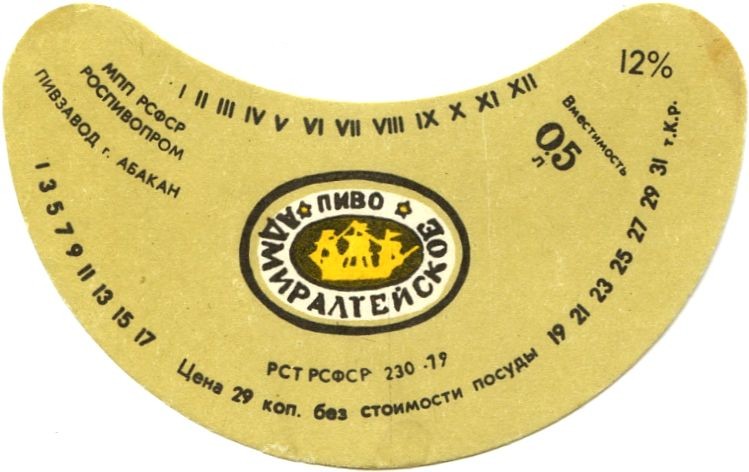 МПП РСФСР
РОСПИВОПРОМ
ПИВЗАВОД г. АБАКАН
I II III IV V VI VII VIII IX X XI XII
12%
Вместимость
0,5
л
ПИВО
АДМИРАЛТЕЙСКОЕ
РСТ РСФСР 230-79
1 3 5 7 9 11 13 15 17
Цена 29 коп. без стоимости посуды
19 21 23 25 27 29 31 т.К.р.